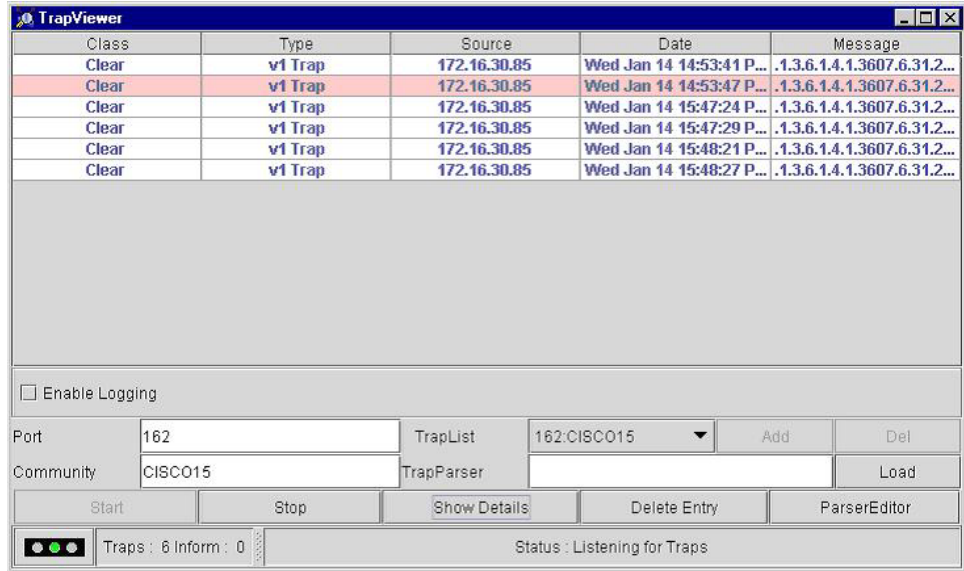 TrapViewer
Class Type Source Date Message
Clear v1 Trap 172.16.30.85 Wed Jan 14 14:53:41 P... .1.3.6.1.4.1.3607.6.31.2...
Clear v1 Trap 172.16.30.85 Wed Jan 14 14:53:47 P... .1.3.6.1.4.1.3607.6.31.2...
Clear v1 Trap 172.16.30.85 Wed Jan 14 15:47:24 P... .1.3.6.1.4.1.3607.6.31.2...
Clear v1 Trap 172.16.30.85 Wed Jan 14 15:47:29 P... .1.3.6.1.4.1.3607.6.31.2...
Clear v1 Trap 172.16.30.85 Wed Jan 14 15:48:21 P... .1.3.6.1.4.1.3607.6.31.2...
Clear v1 Trap 172.16.30.85 Wed Jan 14 15:48:27 P... .1.3.6.1.4.1.3607.6.31.2...
Enable Logging
Port 162 TrapList 162:CISCO15 Add Del
Community CISCO15 TrapParser Load
Start Stop Show Details Delete Entry ParserEditor
Traps : 6 Inform : 0 Status : Listening for Traps